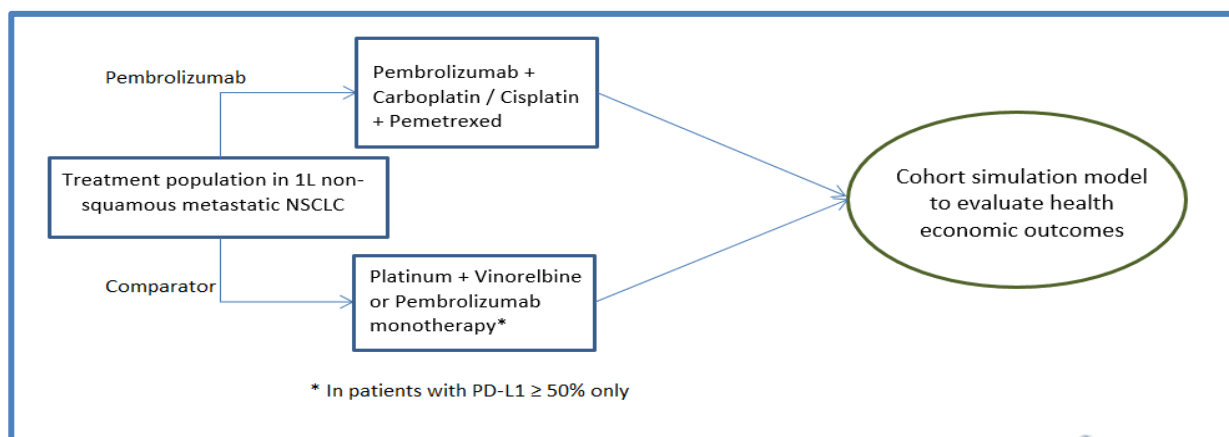 Pembrolizumab
Pembrolizumab +
Carboplatin / Cisplatin
+ Pemetrexed
Treatment population in 1L non-
squamous metastatic NSCLC
Cohort simulation model
to evaluate health
economic outcomes
Comparator
Platinum + Vinorelbine
or Pembrolizumab
monotherapy*
* In patients with PD-L1 ≥ 50% only